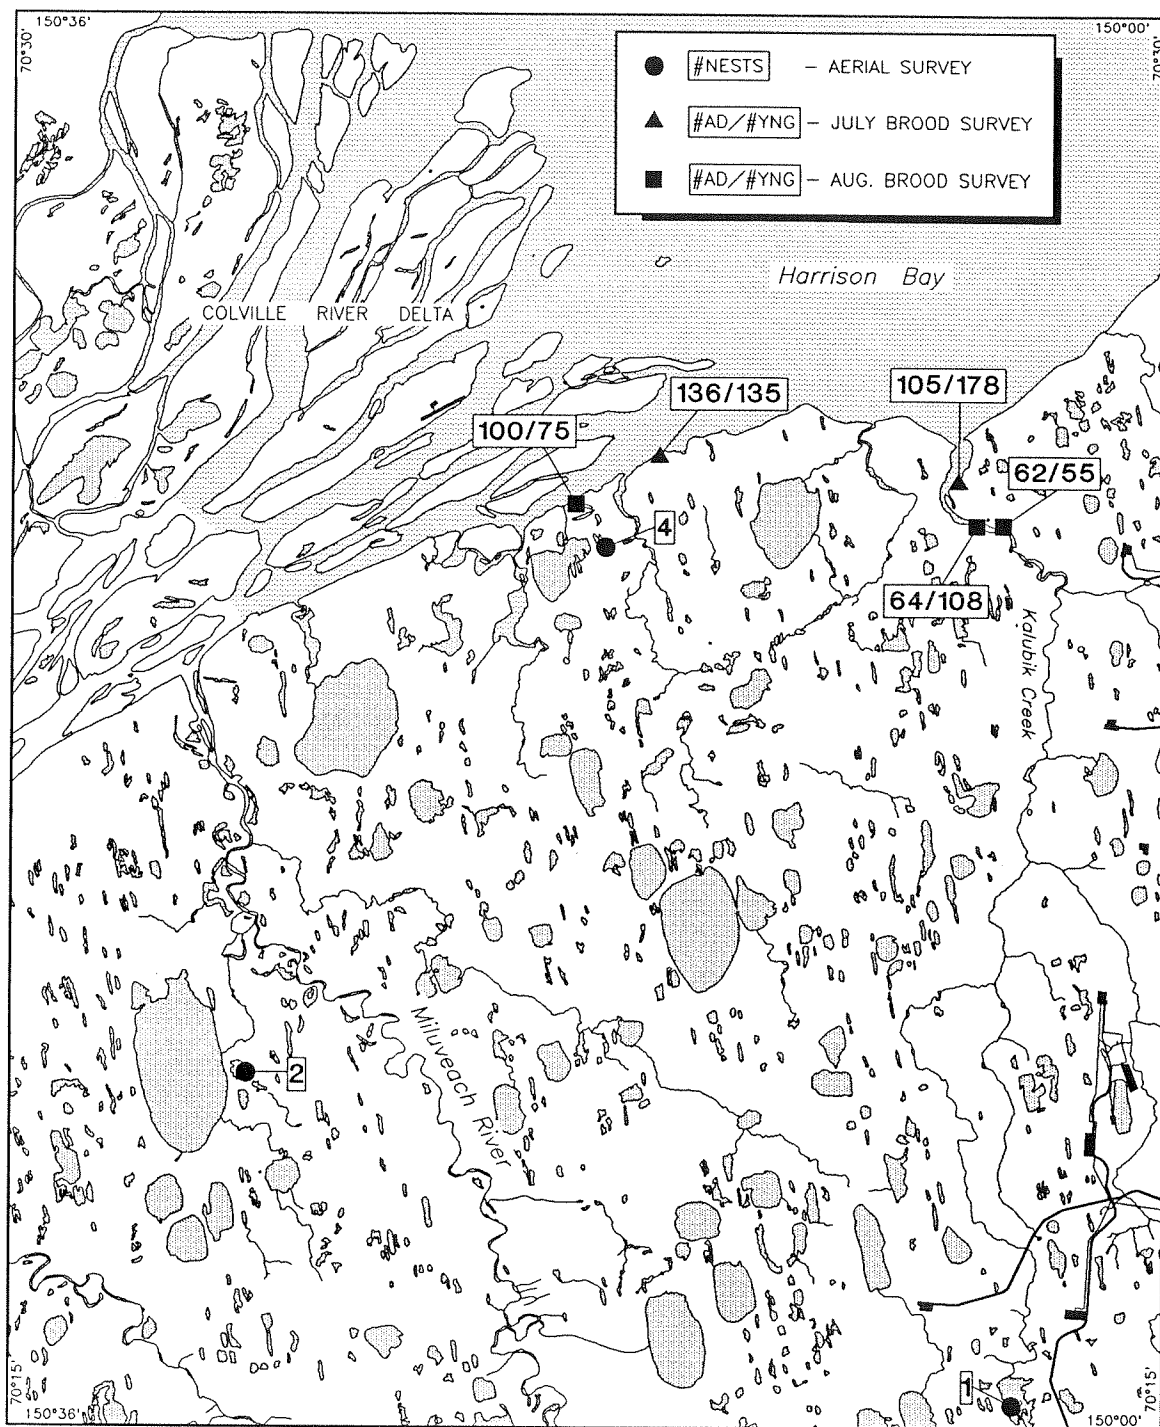 150°36'
150°00'
70°30'
70°30'
#NESTS – AERIAL SURVEY
#AD/#YNG – JULY BROOD SURVEY
#AD/#YNG – AUG. BROOD SURVEY
Harrison Bay
COLVILLE RIVER DELTA
136/135
105/178
100/75
62/55
4
64/108
Kalubik Creek
Miluveach River
2
1
70°15'
70°15'
150°36'
150°00'